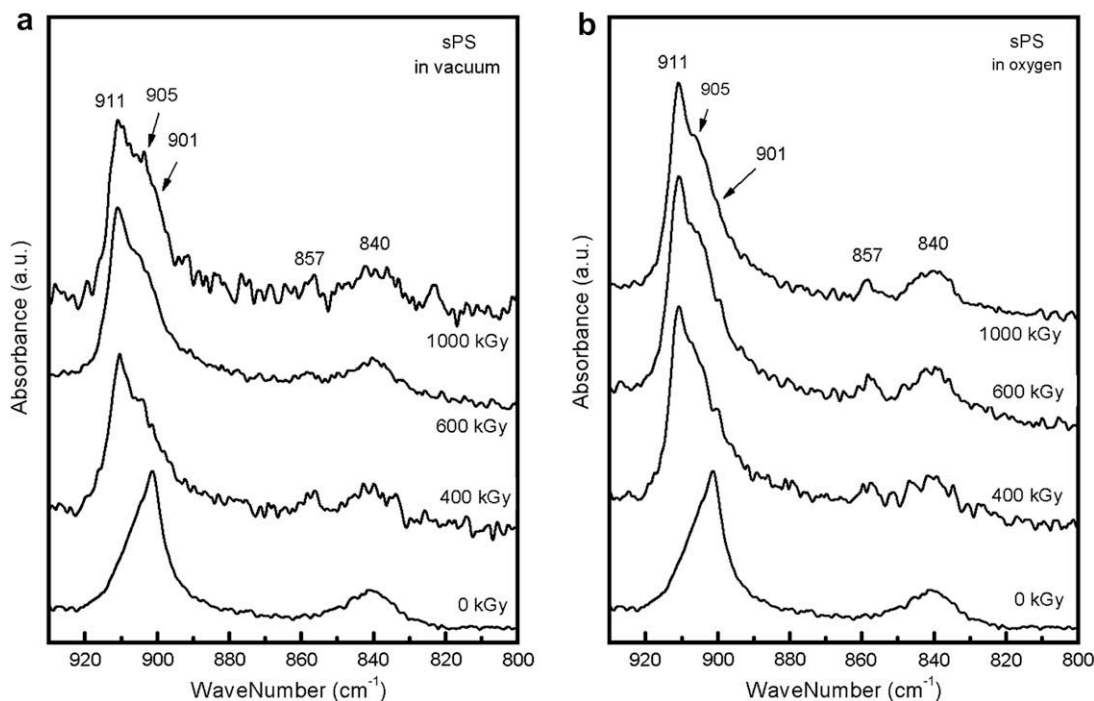 a
sPS
in vacuum
911
905
901
857
840
1000 kGy
600 kGy
400 kGy
0 kGy
Absorbance (a.u.)
920 900 880 860 840 820 800
WaveNumber (cm⁻¹)
b
sPS
in oxygen
911
905
901
857
840
1000 kGy
600 kGy
400 kGy
0 kGy
Absorbance (a.u.)
920 900 880 860 840 820 800
WaveNumber (cm⁻¹)